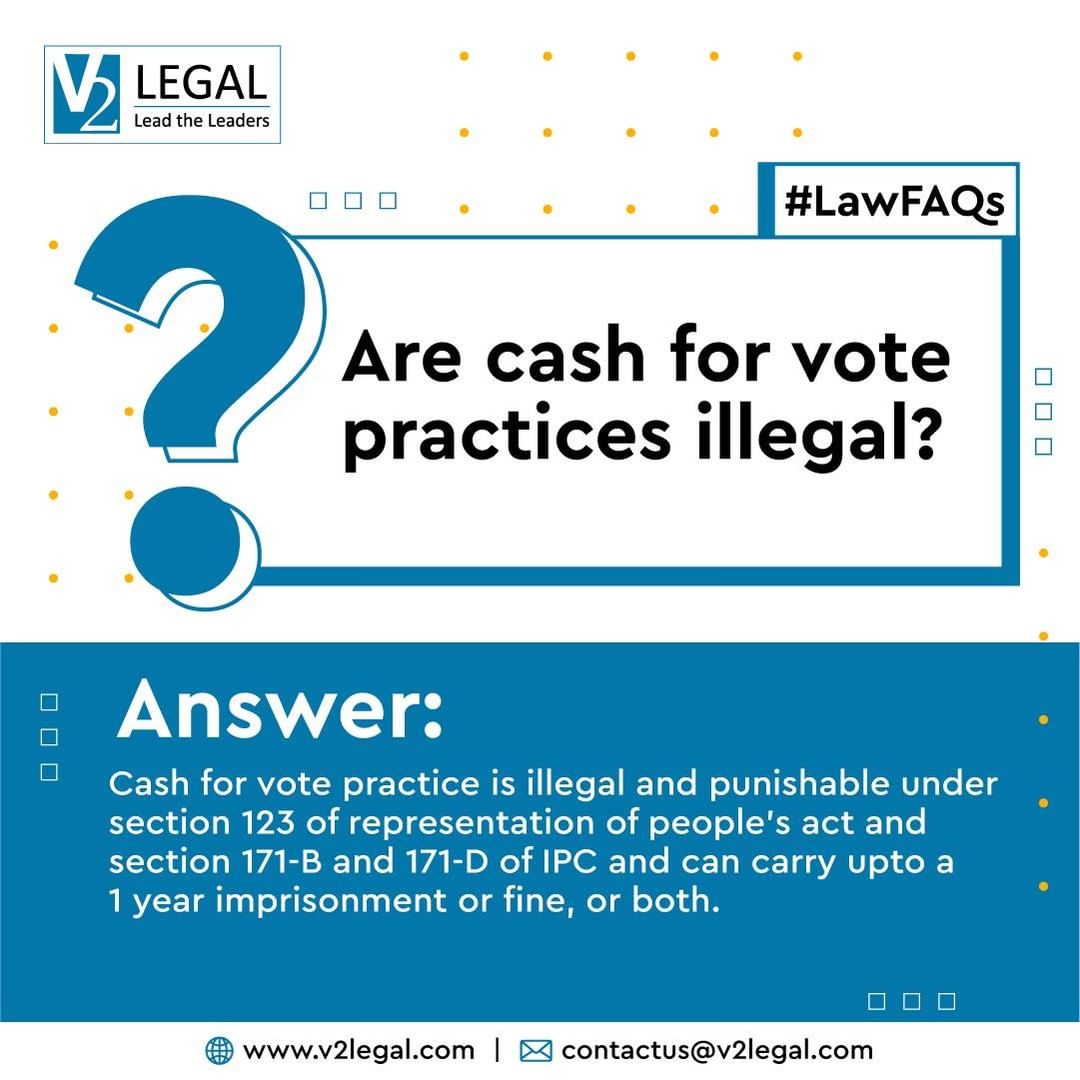 V2 LEGAL
Lead the Leaders
#LawFAQs
?
Are cash for vote
practices illegal?
Answer:
Cash for vote practice is illegal and punishable under
section 123 of representation of people's act and
section 171-B and 171-D of IPC and can carry upto a
1 year imprisonment or fine, or both.
www.v2legal.com | contactus@v2legal.com